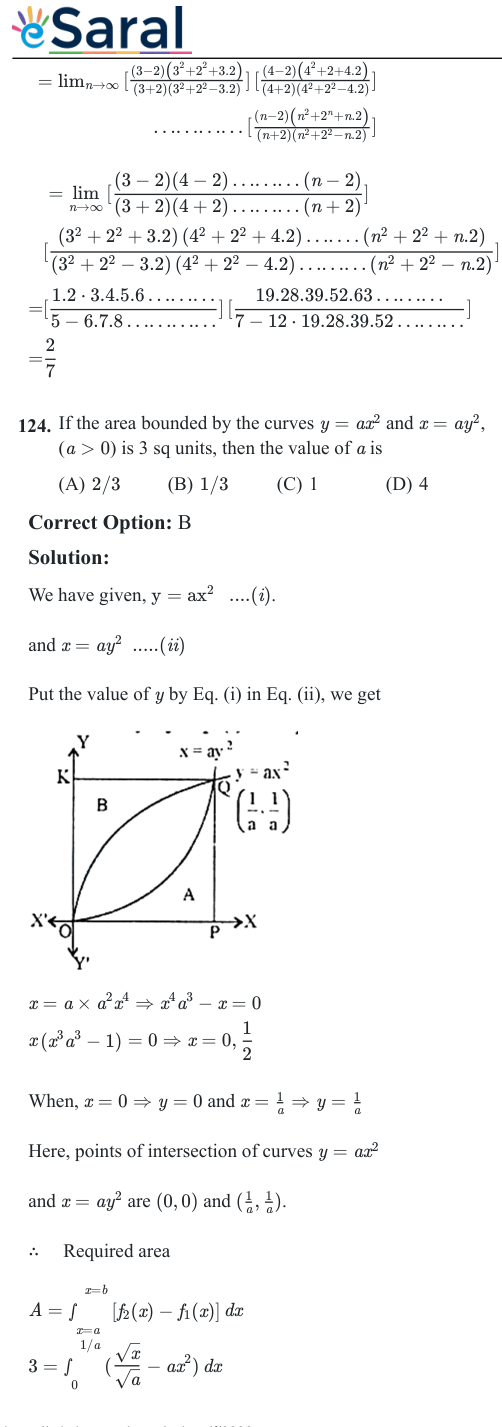 eSaral
= lim_{n→∞} [(3−2)(3²+2²+3.2)/(3+2)(3²+2²−3.2)] [(4−2)(4²+2+4.2)/(4+2)(4²+2²−4.2)]
………… [(n−2)(n²+2ⁿ+n.2)/(n+2)(n²+2²−n.2)]
= lim_{n→∞} [(3 − 2)(4 − 2) ……… (n − 2)/(3 + 2)(4 + 2) ……… (n + 2)]
[(3² + 2² + 3.2) (4² + 2² + 4.2) ……. (n² + 2² + n.2)/(3² + 2² − 3.2) (4² + 2² − 4.2) ……… (n² + 2² − n.2)]
=[1.2 · 3.4.5.6 ………/5 − 6.7.8 …………] [19.28.39.52.63 ………/7 − 12 · 19.28.39.52 ………]
=2/7
124. If the area bounded by the curves y = ax² and x = ay²,
(a > 0) is 3 sq units, then the value of a is
(A) 2/3 (B) 1/3 (C) 1 (D) 4
Correct Option: B
Solution:
We have given, y = ax² ....(i).
and x = ay² .....(ii)
Put the value of y by Eq. (i) in Eq. (ii), we get
Y
x = ay²
K
y = ax²
Q
(1/a, 1/a)
B
A
X'
O
P
X
Y'
x = a × a²x⁴ ⇒ x⁴a³ − x = 0
x(x³a³ − 1) = 0 ⇒ x = 0, 1/2
When, x = 0 ⇒ y = 0 and x = 1/a ⇒ y = 1/a
Here, points of intersection of curves y = ax²
and x = ay² are (0, 0) and (1/a, 1/a).
∴ Required area
A = ∫_{x=a}^{x=b} [f₂(x) − f₁(x)] dx
3 = ∫_0^{1/a} (√x/√a − ax²) dx